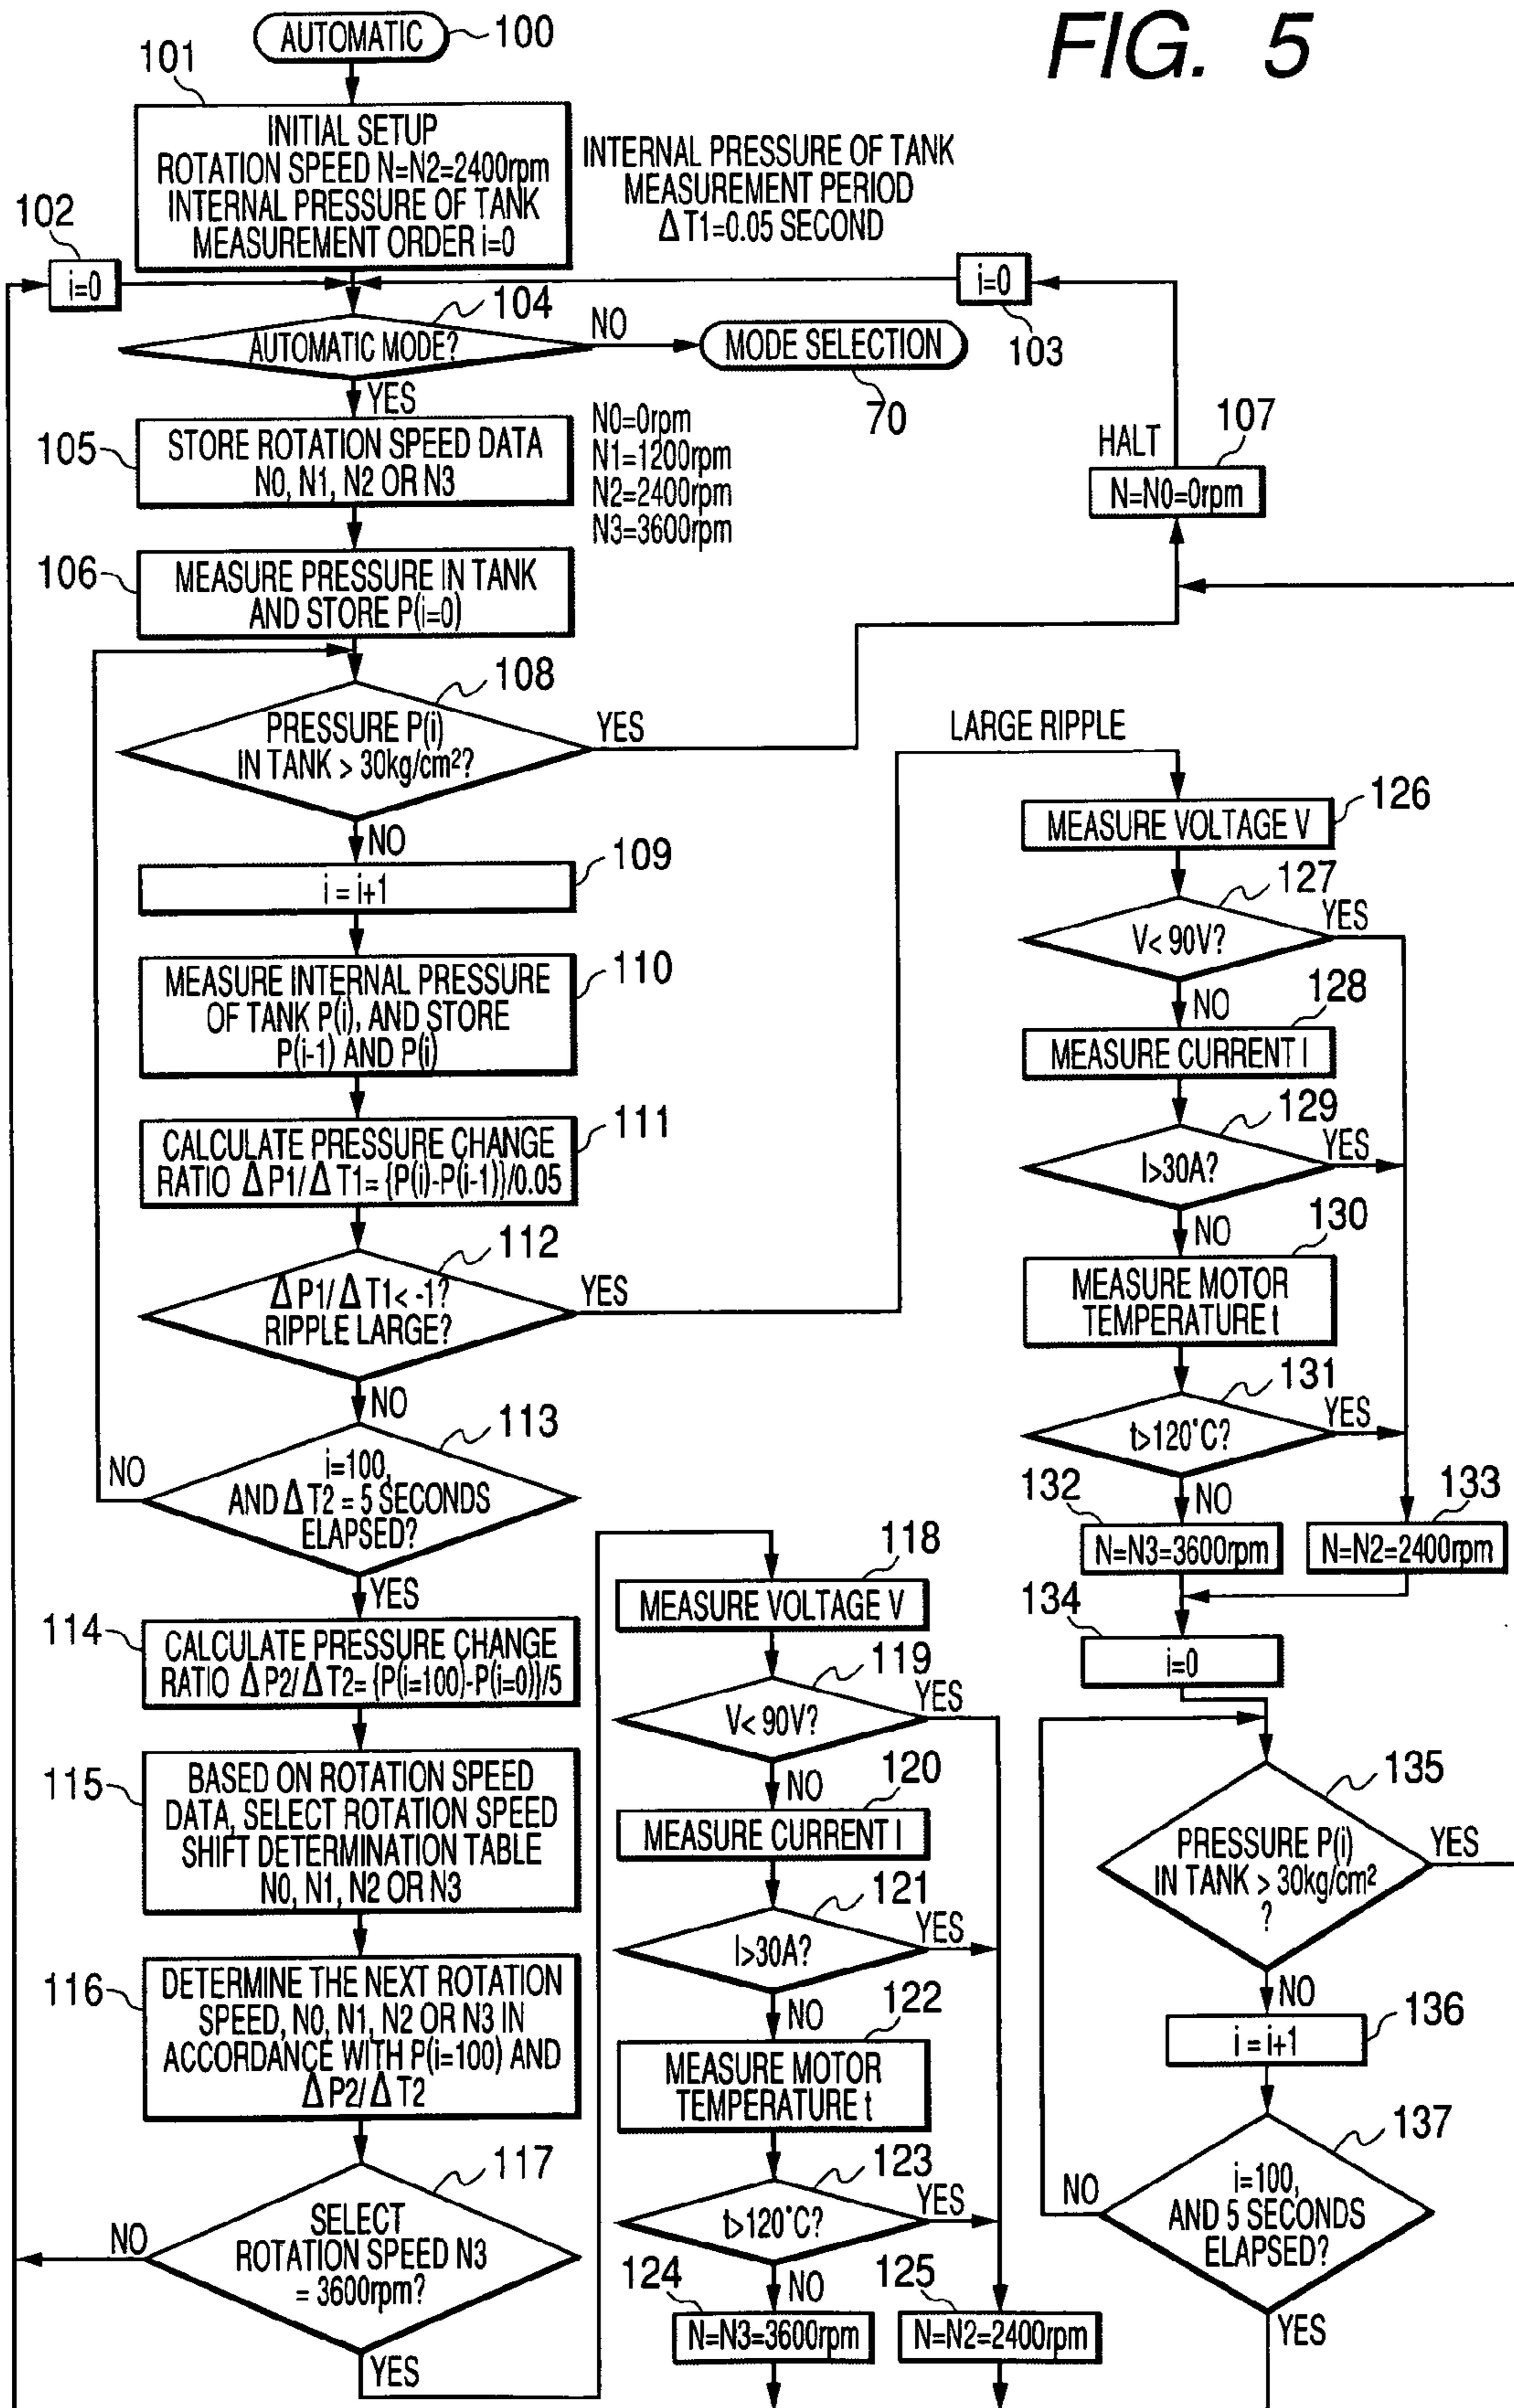 FIG. 5
AUTOMATIC
100
101
INITIAL SETUP
ROTATION SPEED N=N2=2400rpm
INTERNAL PRESSURE OF TANK
MEASUREMENT ORDER i=0
INTERNAL PRESSURE OF TANK
MEASUREMENT PERIOD
ΔT1=0.05 SECOND
102
i=0
i=0
103
104
AUTOMATIC MODE?
NO
MODE SELECTION
70
YES
105
STORE ROTATION SPEED DATA
N0, N1, N2 OR N3
N0=0rpm
N1=1200rpm
N2=2400rpm
N3=3600rpm
HALT
107
N=N0=0rpm
106
MEASURE PRESSURE IN TANK
AND STORE P(i=0)
108
PRESSURE P(i)
IN TANK > 30kg/cm²?
YES
NO
109
i = i+1
110
MEASURE INTERNAL PRESSURE
OF TANK P(i), AND STORE
P(i-1) AND P(i)
111
CALCULATE PRESSURE CHANGE
RATIO ΔP1/ΔT1= {P(i)-P(i-1)}/0.05
112
ΔP1/ΔT1< -1?
RIPPLE LARGE?
YES
NO
113
i=100,
AND ΔT2 = 5 SECONDS
ELAPSED?
NO
YES
114
CALCULATE PRESSURE CHANGE
RATIO ΔP2/ΔT2= {P(i=100)-P(i=0)}/5
115
BASED ON ROTATION SPEED
DATA, SELECT ROTATION SPEED
SHIFT DETERMINATION TABLE
N0, N1, N2 OR N3
116
DETERMINE THE NEXT ROTATION
SPEED, N0, N1, N2 OR N3 IN
ACCORDANCE WITH P(i=100) AND
ΔP2/ΔT2
117
SELECT
ROTATION SPEED N3
= 3600rpm?
NO
YES
118
MEASURE VOLTAGE V
119
V< 90V?
YES
NO
120
MEASURE CURRENT I
121
I>30A?
YES
NO
122
MEASURE MOTOR
TEMPERATURE t
123
t>120°C?
YES
NO
124
N=N3=3600rpm
125
N=N2=2400rpm
LARGE RIPPLE
126
MEASURE VOLTAGE V
127
V< 90V?
YES
NO
128
MEASURE CURRENT I
129
I>30A?
YES
NO
130
MEASURE MOTOR
TEMPERATURE t
131
t>120°C?
YES
NO
132
N=N3=3600rpm
133
N=N2=2400rpm
134
i=0
135
PRESSURE P(i)
IN TANK > 30kg/cm²
?
YES
NO
136
i = i+1
137
i=100,
AND 5 SECONDS
ELAPSED?
NO
YES